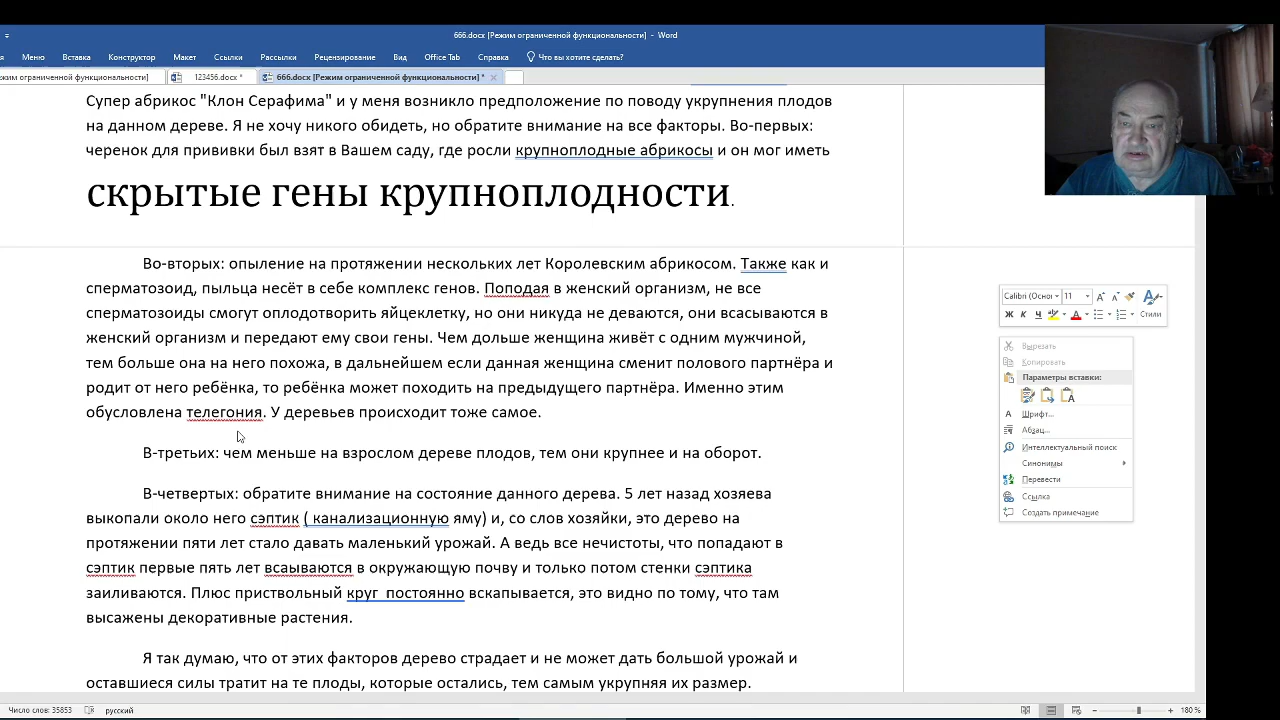 666.docx [Режим ограниченной функциональности] - Word
Меню Вставка Конструктор Макет Ссылки Рассылки Рецензирование Вид Office Tab Справка Что вы хотите сделать?
ограниченной функциональности] 123456.docx * 666.docx [Режим ограниченной функциональности] *
Супер абрикос "Клон Серафима" и у меня возникло предположение по поводу укрупнения плодов
на данном дереве. Я не хочу никого обидеть, но обратите внимание на все факторы. Во-первых:
черенок для прививки был взят в Вашем саду, где росли крупноплодные абрикосы и он мог иметь
скрытые гены крупноплодности.
Во-вторых: опыление на протяжении нескольких лет Королевским абрикосом. Также как и
сперматозоид, пыльца несёт в себе комплекс генов. Поподая в женский организм, не все
сперматозоиды смогут оплодотворить яйцеклетку, но они никуда не деваются, они всасываются в
женский организм и передают ему свои гены. Чем дольше женщина живёт с одним мужчиной,
тем больше она на него похожа, в дальнейшем если данная женщина сменит полового партнёра и
родит от него ребёнка, то ребёнок будет походить на предыдущего партнёра. Именно этим
обусловлена телегония. У деревьев происходит тоже самое.
В-третьих: чем меньше на взрослом дереве плодов, тем они крупнее и на оборот.
В-четвертых: обратите внимание на состояние данного дерева. 5 лет назад хозяева
выкопали около него сэптик ( канализационную яму) и, со слов хозяйки, это дерево на
протяжении пяти лет стало давать маленький урожай. А ведь все нечистоты, что попадают в
сэптик первые пять лет всаываются в окружающую почву и только потом стенки сэптика
заиливаются. Плюс приствольный круг  постоянно вскапывается, это видно по тому, что там
высажены декоративные растения.
Я так думаю, что от этих факторов дерево страдает и не может дать большой урожай и
оставшиеся силы тратит на те плоды, которые остались, тем самым укрупняя их размер.
Calibri (Осно 11
Ж К Ч А Стили
Вырезать
Копировать
Параметры вставки:
Шрифт...
Абзац...
Интеллектуальный поиск
Синонимы
Перевести
Ссылка
Создать примечание
Число слов: 35853 русский 180 %